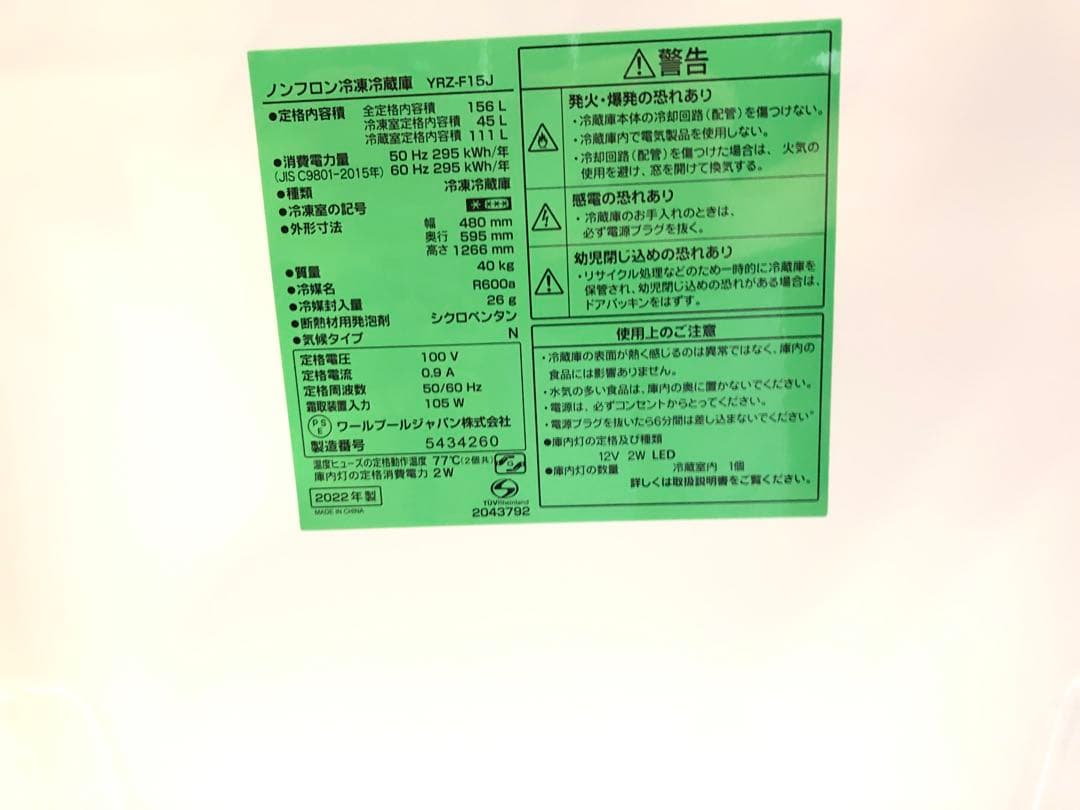 ノンフロン冷凍冷蔵庫 YRZ-F15J
●定格内容積 全定格内容積 156 L
冷凍室定格内容積 45 L
冷蔵室定格内容積 111 L
●消費電力量 50 Hz 295 kWh/年
(JIS C9801-2015年) 60 Hz 295 kWh/年
●種類 冷凍冷蔵庫
●冷凍室の記号
●外形寸法 幅 480 mm
奥行 595 mm
高さ 1266 mm
●質量 40 kg
●冷媒名 R600a
●冷媒封入量 26 g
●断熱材用発泡剤 シクロペンタン
●気候タイプ N
定格電圧 100 V
定格電流 0.9 A
定格周波数 50/60 Hz
霜取装置入力 105 W
PSE ワールプールジャパン株式会社
製造番号 5434260
温度ヒューズの定格動作温度 77℃(2個共)
庫内灯の定格消費電力 2W
2022年製
MADE IN CHINA
TÜVRheinland
2043792
警告
発火・爆発の恐れあり
・冷蔵庫本体の冷却回路(配管)を傷つけない。
・冷蔵庫内で電気製品を使用しない。
・冷却回路(配管)を傷つけた場合は、火気の
使用を避け、窓を開けて換気する。
感電の恐れあり
・冷蔵庫のお手入れのときは、
必ず電源プラグを抜く。
幼児閉じ込めの恐れあり
・リサイクル処理などのため一時的に冷蔵庫を
保管され、幼児閉じ込めの恐れがある場合は、
ドアパッキンをはずす。
使用上のご注意
・冷蔵庫の表面が熱く感じるのは異常ではなく、庫内の
食品には影響ありません。
・水気の多い食品は、庫内の奥に置かないでください。
・電源は、必ずコンセントからとってください。
・電源プラグを抜いたら6分間は差し込まないでください。
●庫内灯の定格及び種類
12V 2W LED
●庫内灯の数量 冷蔵室内 1個
詳しくは取扱説明書をご覧ください。